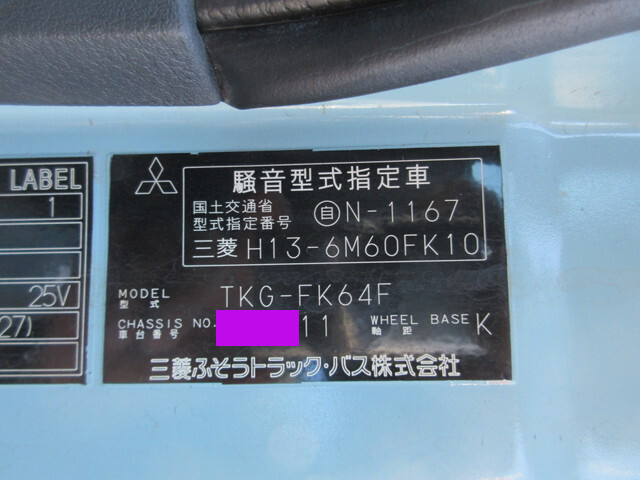 LABEL
1
25V
27)
騒音型式指定車
国土交通省
型式指定番号
自 N-1167
三菱 H13-6M60FK10
MODEL
型式
TKG-FK64F
CHASSIS NO.
車台番号
11
WHEEL BASE
軸距
K
三菱ふそうトラック・バス株式会社